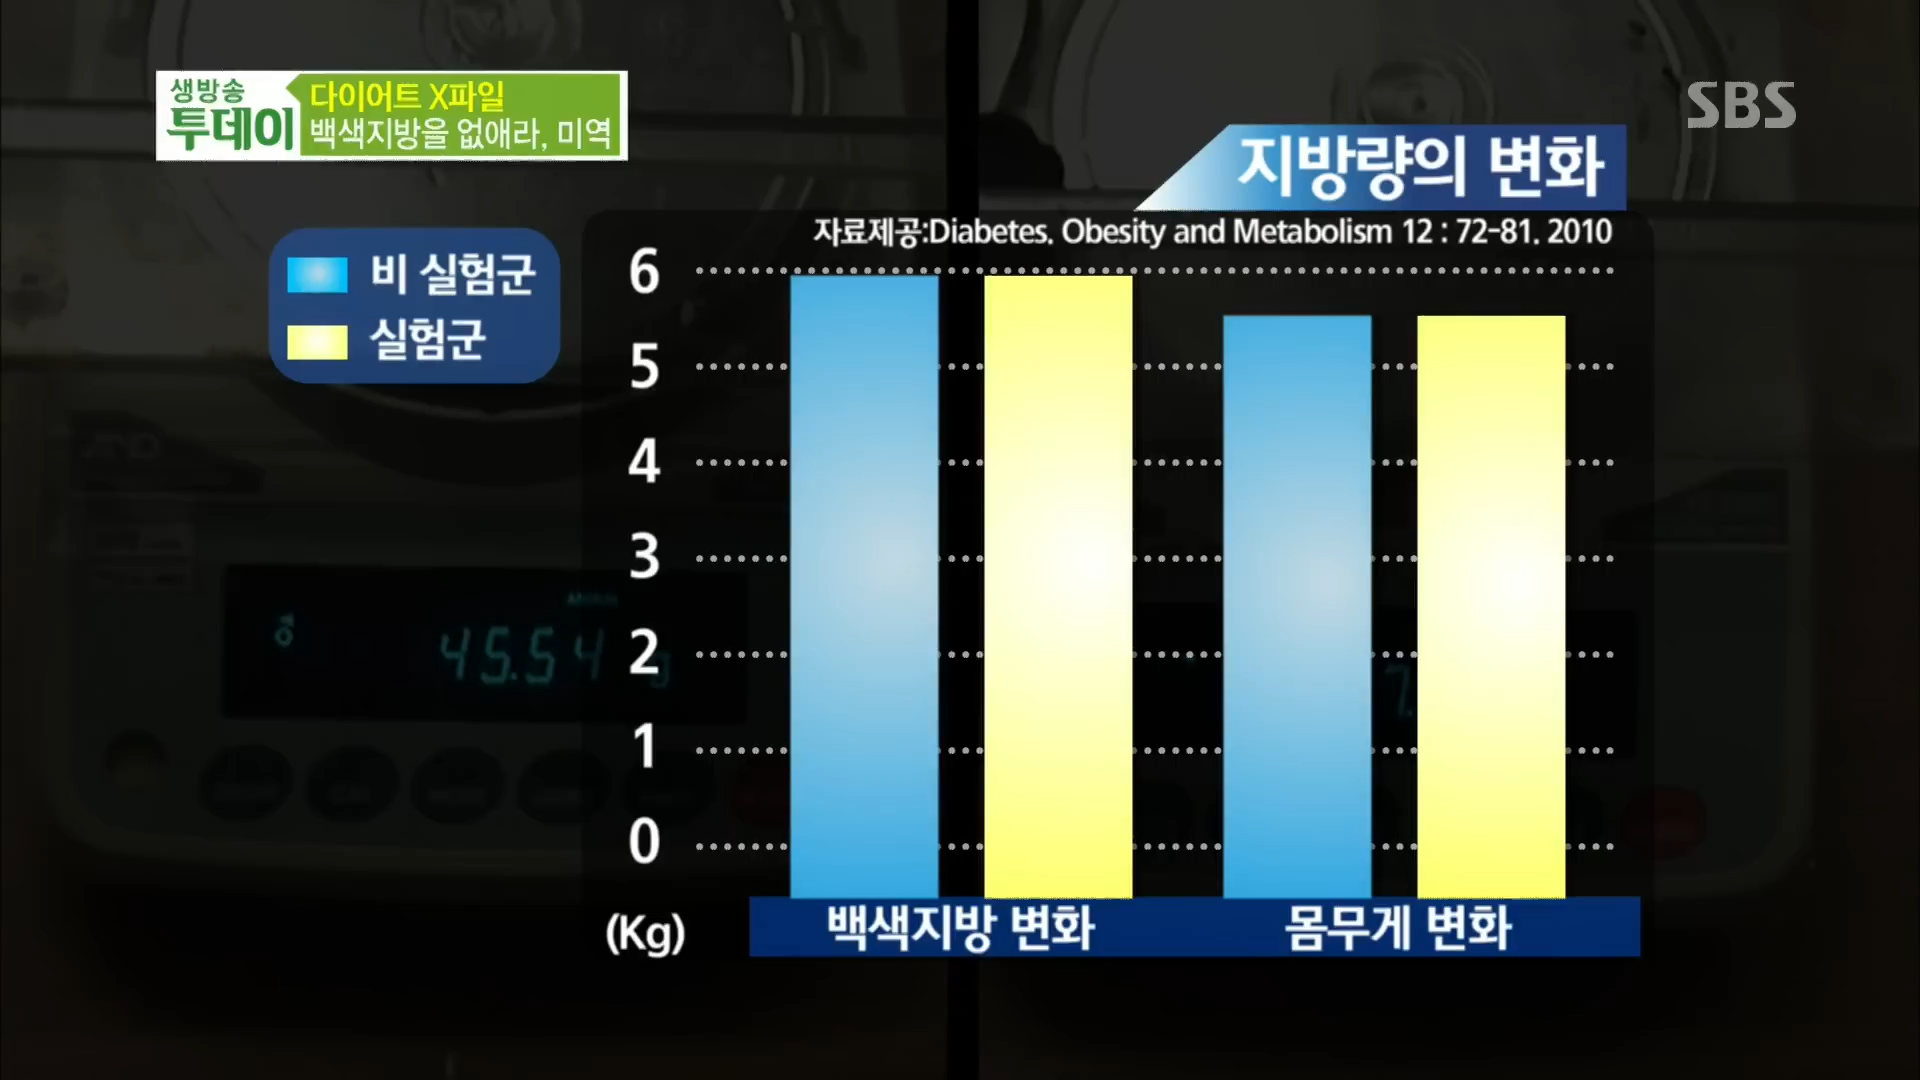 생방송
투데이
다이어트 X파일
백색지방을 없애라, 미역
SBS
지방량의 변화
자료제공:Diabetes, Obesity and Metabolism 12 : 72-81, 2010
비 실험군
실험군
6
5
4
3
2
1
0
(Kg)
백색지방 변화
몸무게 변화
45.54 g
7.